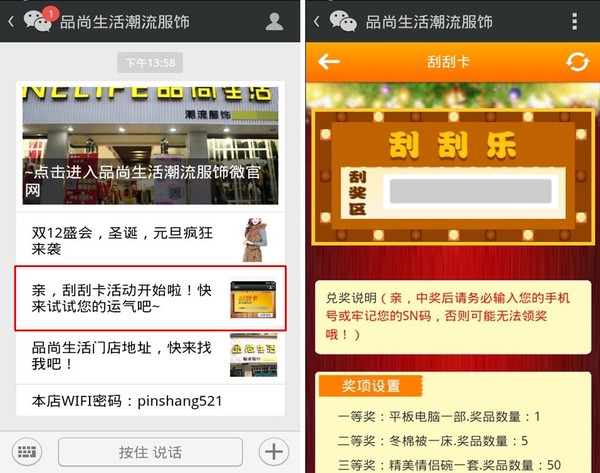 1
品尚生活潮流服饰
下午13:58
NELIFE品尚生活
潮流服饰
~点击进入品尚生活潮流服饰微官
网
双12盛会，圣诞，元旦疯狂
来袭
亲，刮刮卡活动开始啦！快
来试试您的运气吧~
品尚生活门店地址，快来找
我吧！
品尚生活
本店WIFI密码：pinshang521
按住 说话
品尚生活潮流服饰
刮刮卡
刮刮乐
刮奖区
兑奖说明（亲，中奖后请务必输入您的手机
号或牢记您的SN码，否则可能无法领奖
哦！）
奖项设置
一等奖：平板电脑一部.奖品数量：1
二等奖：冬棉被一床.奖品数量：5
三等奖：精美情侣碗一套.奖品数量：50